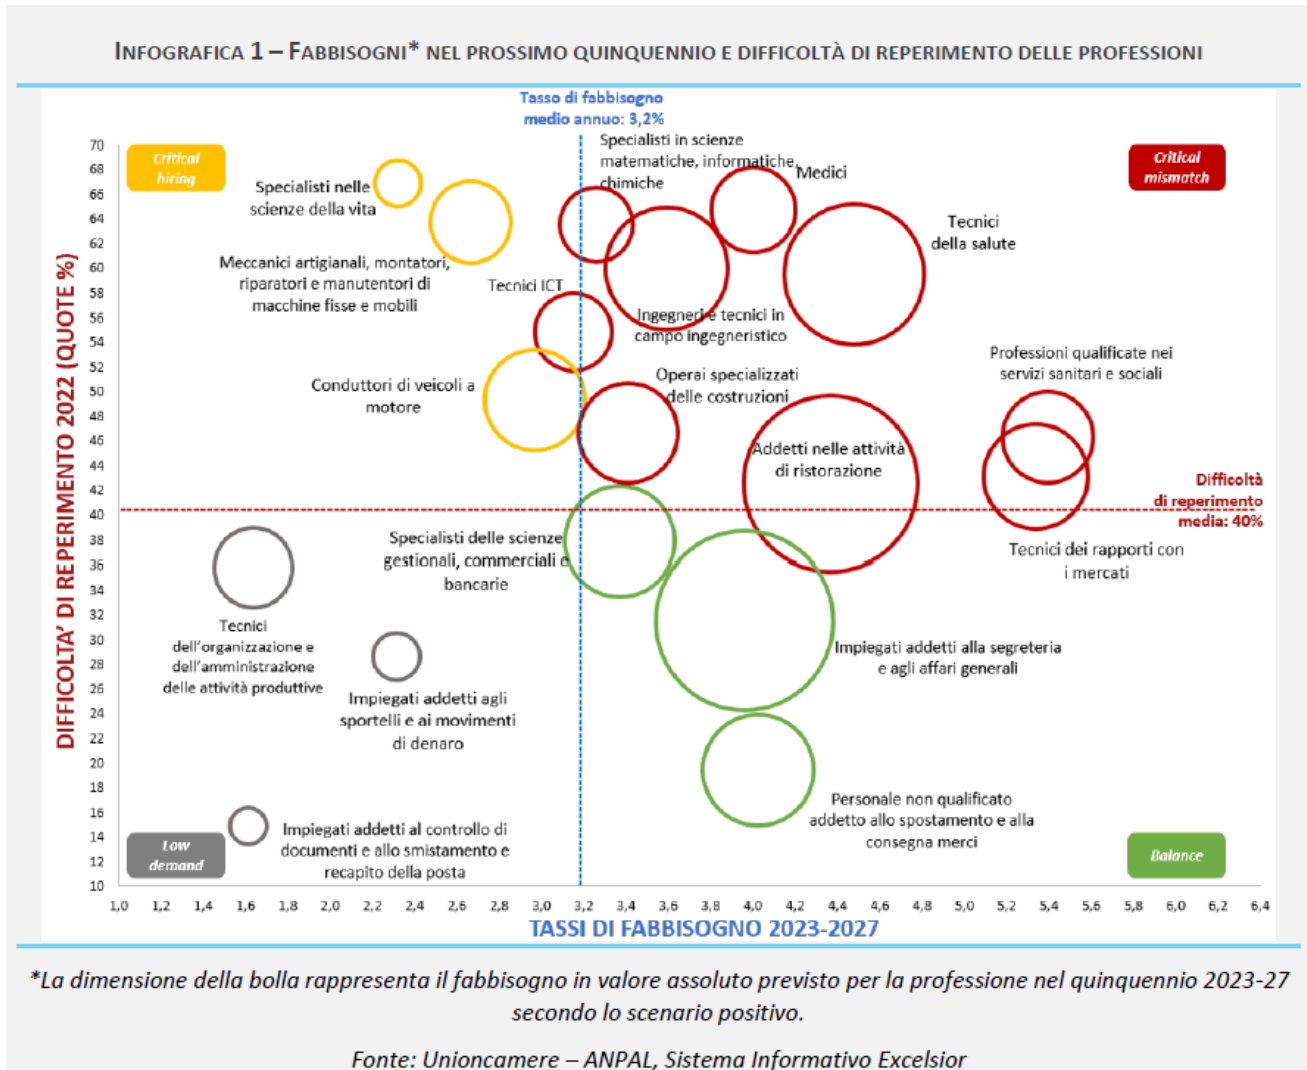 INFOGRAFICA 1 – FABBISOGNI* NEL PROSSIMO QUINQUENNIO E DIFFICOLTÀ DI REPERIMENTO DELLE PROFESSIONI
Tasso di fabbisogno
medio annuo: 3,2%
Critical
hiring
Critical
mismatch
Specialisti in scienze
matematiche, informatiche,
chimiche
Medici
Specialisti nelle
scienze della vita
Tecnici
della salute
Meccanici artigianali, montatori,
riparatori e manutentori di
macchine fisse e mobili
Tecnici ICT
Ingegneri e tecnici in
campo ingegneristico
Professioni qualificate nei
servizi sanitari e sociali
Conduttori di veicoli a
motore
Operai specializzati
delle costruzioni
Addetti nelle attività
di ristorazione
Difficoltà
di reperimento
media: 40%
Specialisti delle scienze
gestionali, commerciali e
bancarie
Tecnici dei rapporti con
i mercati
Tecnici
dell'organizzazione e
dell'amministrazione
delle attività produttive
Impiegati addetti alla segreteria
e agli affari generali
Impiegati addetti agli
sportelli e ai movimenti
di denaro
Personale non qualificato
addetto allo spostamento e alla
consegna merci
Impiegati addetti al controllo di
documenti e allo smistamento e
recapito della posta
Low
demand
Balance
DIFFICOLTA' DI REPERIMENTO 2022 (QUOTE %)
70
68
66
64
62
60
58
56
54
52
50
48
46
44
42
40
38
36
34
32
30
28
26
24
22
20
18
16
14
12
10
1,0 1,2 1,4 1,6 1,8 2,0 2,2 2,4 2,6 2,8 3,0 3,2 3,4 3,6 3,8 4,0 4,2 4,4 4,6 4,8 5,0 5,2 5,4 5,6 5,8 6,0 6,2 6,4
TASSI DI FABBISOGNO 2023-2027
*La dimensione della bolla rappresenta il fabbisogno in valore assoluto previsto per la professione nel quinquennio 2023-27
secondo lo scenario positivo.
Fonte: Unioncamere – ANPAL, Sistema Informativo Excelsior